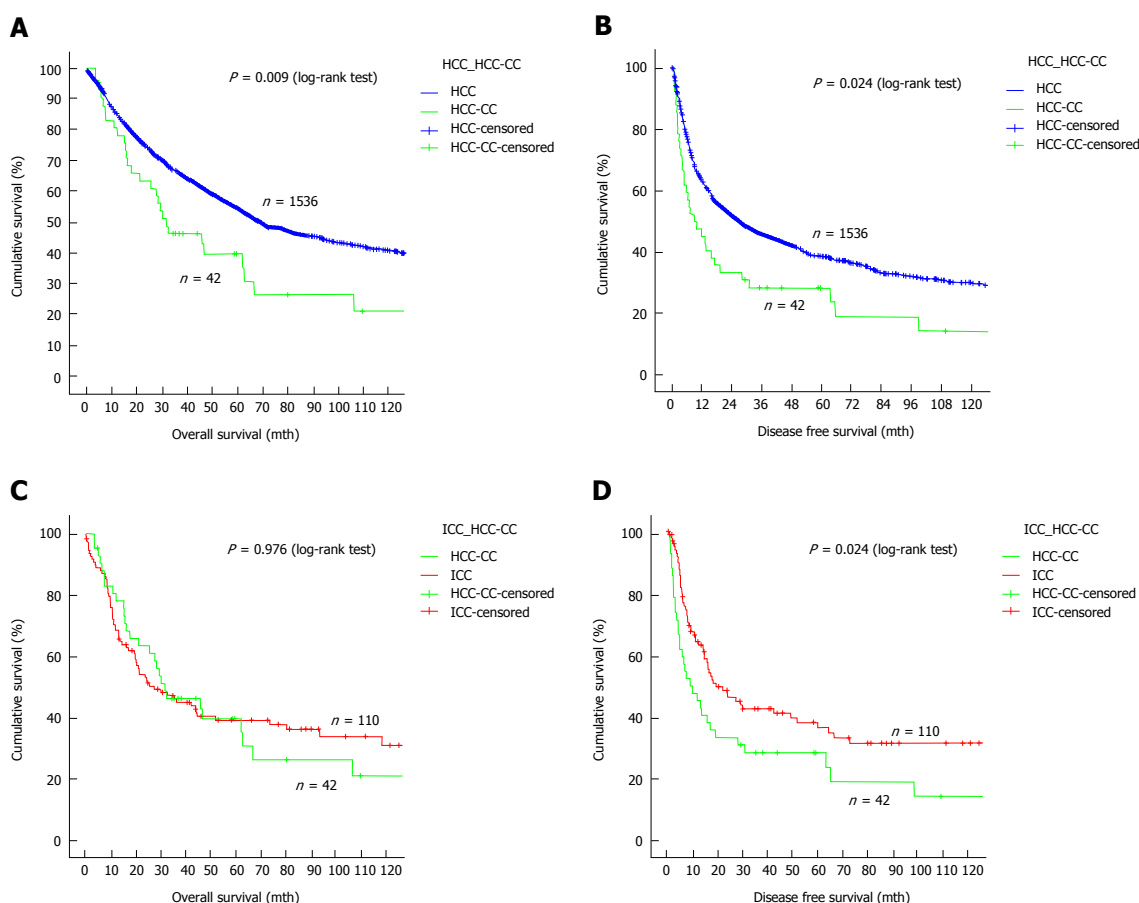 A
P = 0.009 (log-rank test)
HCC_HCC-CC
HCC
HCC-CC
HCC-censored
HCC-CC-censored
Cumulative survival (%)
100
90
80
70
60
50
40
30
20
10
0
n = 1536
n = 42
0 10 20 30 40 50 60 70 80 90 100 110 120
Overall survival (mth)
B
P = 0.024 (log-rank test)
HCC_HCC-CC
HCC
HCC-CC
HCC-censored
HCC-CC-censored
Cumulative survival (%)
100
80
60
40
20
0
n = 1536
n = 42
0 12 24 36 48 60 72 84 96 108 120
Disease free survival (mth)
C
P = 0.976 (log-rank test)
ICC_HCC-CC
HCC-CC
ICC
HCC-CC-censored
ICC-censored
Cumulative survival (%)
100
80
60
40
20
0
n = 110
n = 42
0 10 20 30 40 50 60 70 80 90 100 110 120
Overall survival (mth)
D
P = 0.024 (log-rank test)
ICC_HCC-CC
HCC-CC
ICC
HCC-CC-censored
ICC-censored
Cumulative survival (%)
100
80
60
40
20
0
n = 110
n = 42
0 10 20 30 40 50 60 70 80 90 100 110 120
Disease free survival (mth)